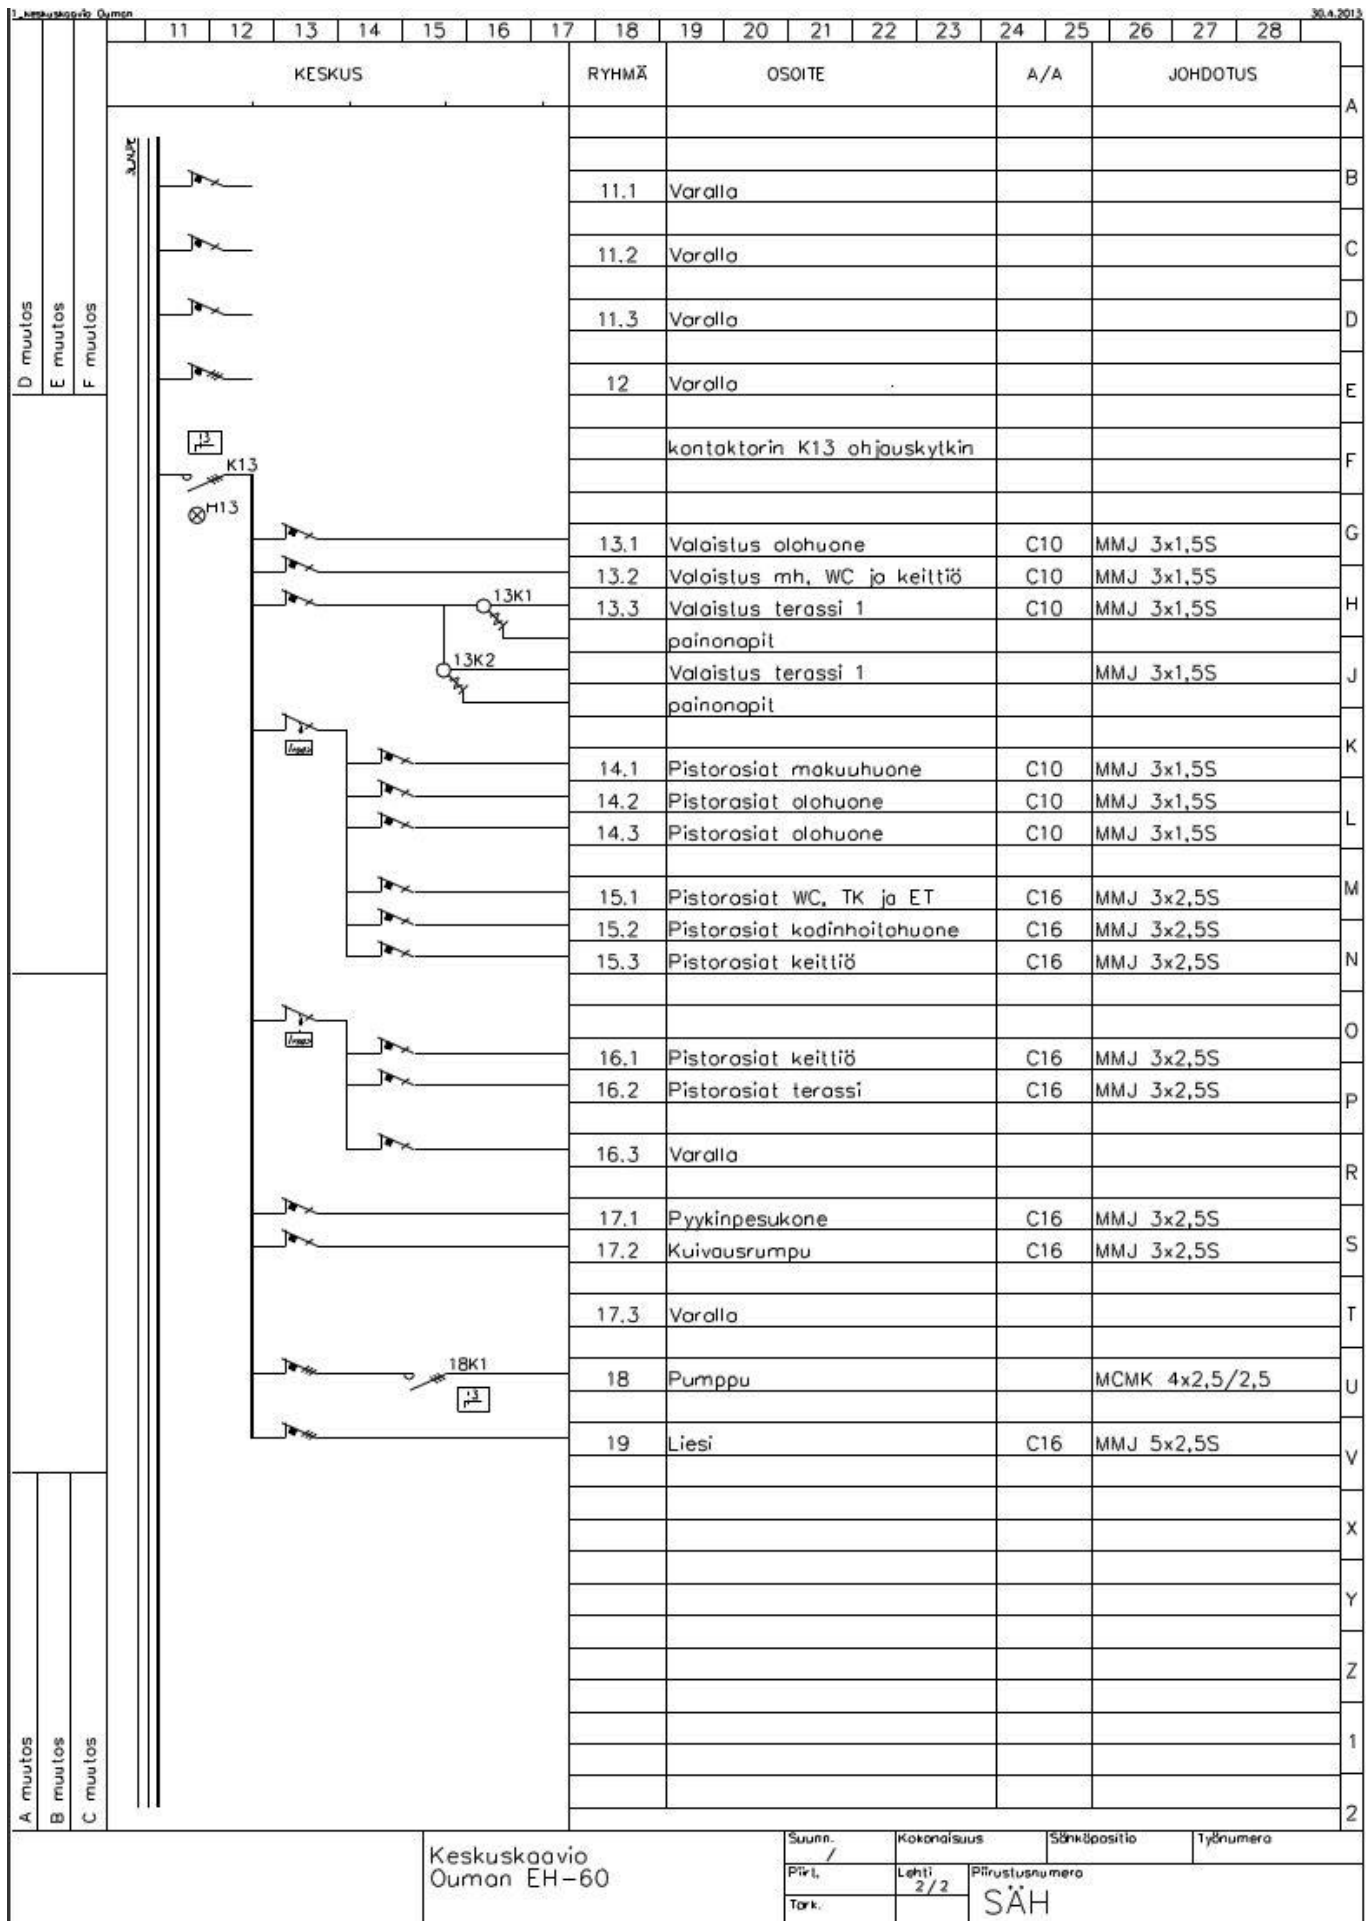 1_keskuskaavio Ouman 30.4.2013
11 12 13 14 15 16 17 18 19 20 21 22 23 24 25 26 27 28
KESKUS RYHMÄ OSOITE A/A JOHDOTUS
A
B
C
D
E
F
G
H
J
K
L
M
N
O
P
R
S
T
U
V
X
Y
Z
1
2
D muutos
E muutos
F muutos
A muutos
B muutos
C muutos
11.1 Varalla
11.2 Varalla
11.3 Varalla
12 Varalla
13
kontaktorin K13 ohjauskytkin
K13
H13
13.1 Valaistus olohuone C10 MMJ 3x1,5S
13.2 Valaistus mh, WC ja keittiö C10 MMJ 3x1,5S
13K1 13.3 Valaistus terassi 1 C10 MMJ 3x1,5S
painonapit
13K2 Valaistus terassi 1 MMJ 3x1,5S
painonapit
14.1 Pistorasiat makuuhuone C10 MMJ 3x1,5S
14.2 Pistorasiat olohuone C10 MMJ 3x1,5S
14.3 Pistorasiat olohuone C10 MMJ 3x1,5S
15.1 Pistorasiat WC, TK ja ET C16 MMJ 3x2,5S
15.2 Pistorasiat kodinhoitohuone C16 MMJ 3x2,5S
15.3 Pistorasiat keittiö C16 MMJ 3x2,5S
16.1 Pistorasiat keittiö C16 MMJ 3x2,5S
16.2 Pistorasiat terassi C16 MMJ 3x2,5S
16.3 Varalla
17.1 Pyykinpesukone C16 MMJ 3x2,5S
17.2 Kuivausrumpu C16 MMJ 3x2,5S
17.3 Varalla
18K1 18 Pumppu MCMK 4x2,5/2,5
13
19 Liesi C16 MMJ 5x2,5S
Keskuskaavio
Ouman EH-60
Suunn.
/
Kokonaisuus
Sähköpositio
Työnumero
Piirt.
Lehti
2/2
Piirustusnumero
SÄH
Tark.